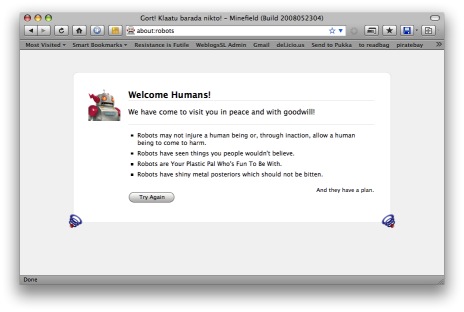 Gort! Klaatu barada nikto! - Minefield (Build 2008052304)
about:robots
Most Visited Smart Bookmarks Resistance is Futile WeblogsSL Admin Gmail del.icio.us Send to Pukka to readbag piratebay
Welcome Humans!
We have come to visit you in peace and with goodwill!
Robots may not injure a human being or, through inaction, allow a human
being to come to harm.
Robots have seen things you people wouldn't believe.
Robots are Your Plastic Pal Who's Fun To Be With.
Robots have shiny metal posteriors which should not be bitten.
And they have a plan.
Try Again
Done